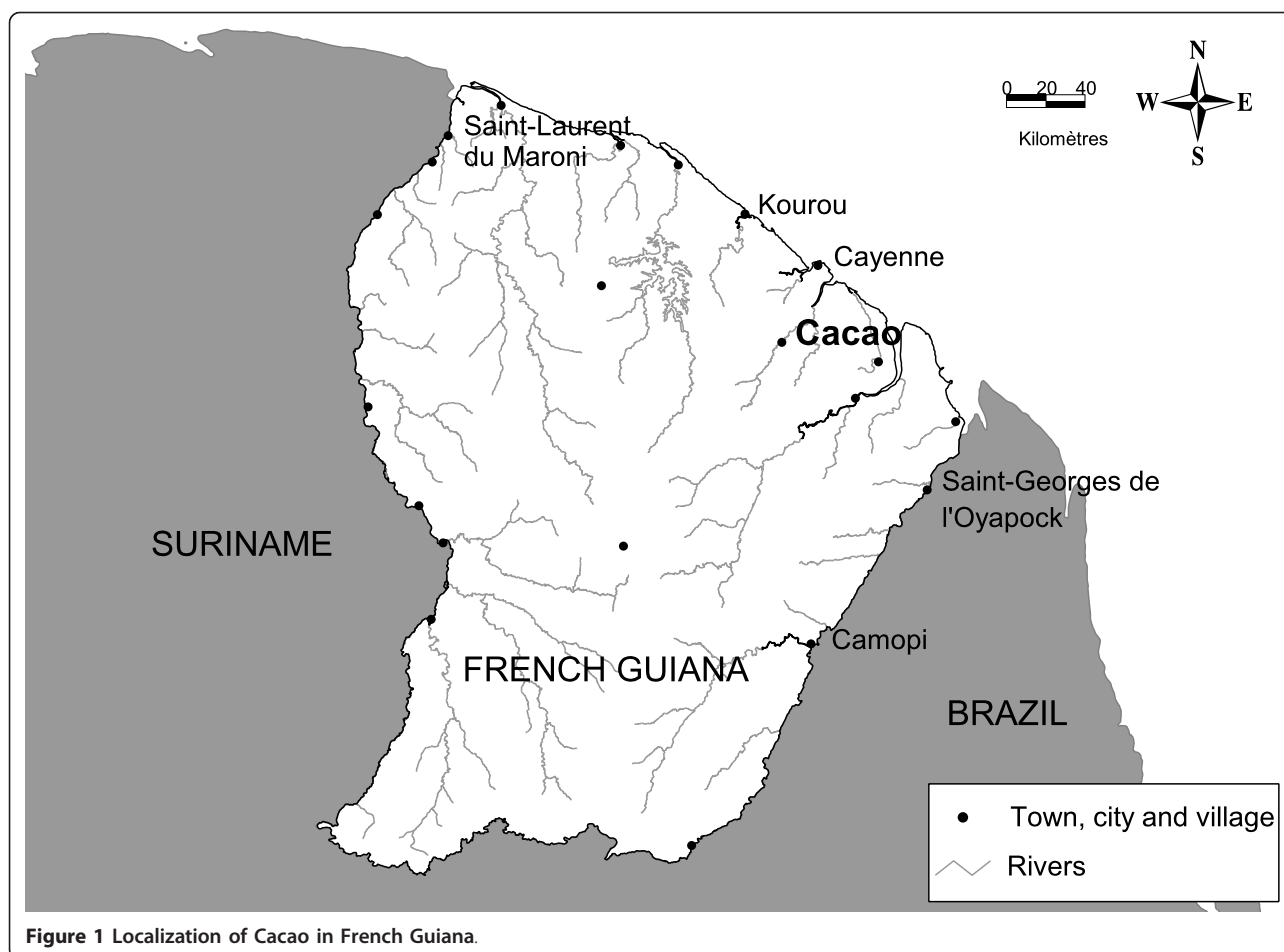 N
0 20 40
W E
Kilomètres
S
Saint-Laurent
du Maroni
Kourou
Cayenne
Cacao
Saint-Georges de
l'Oyapock
SURINAME
Camopi
FRENCH GUIANA
BRAZIL
Town, city and village
Rivers
Figure 1 Localization of Cacao in French Guiana.